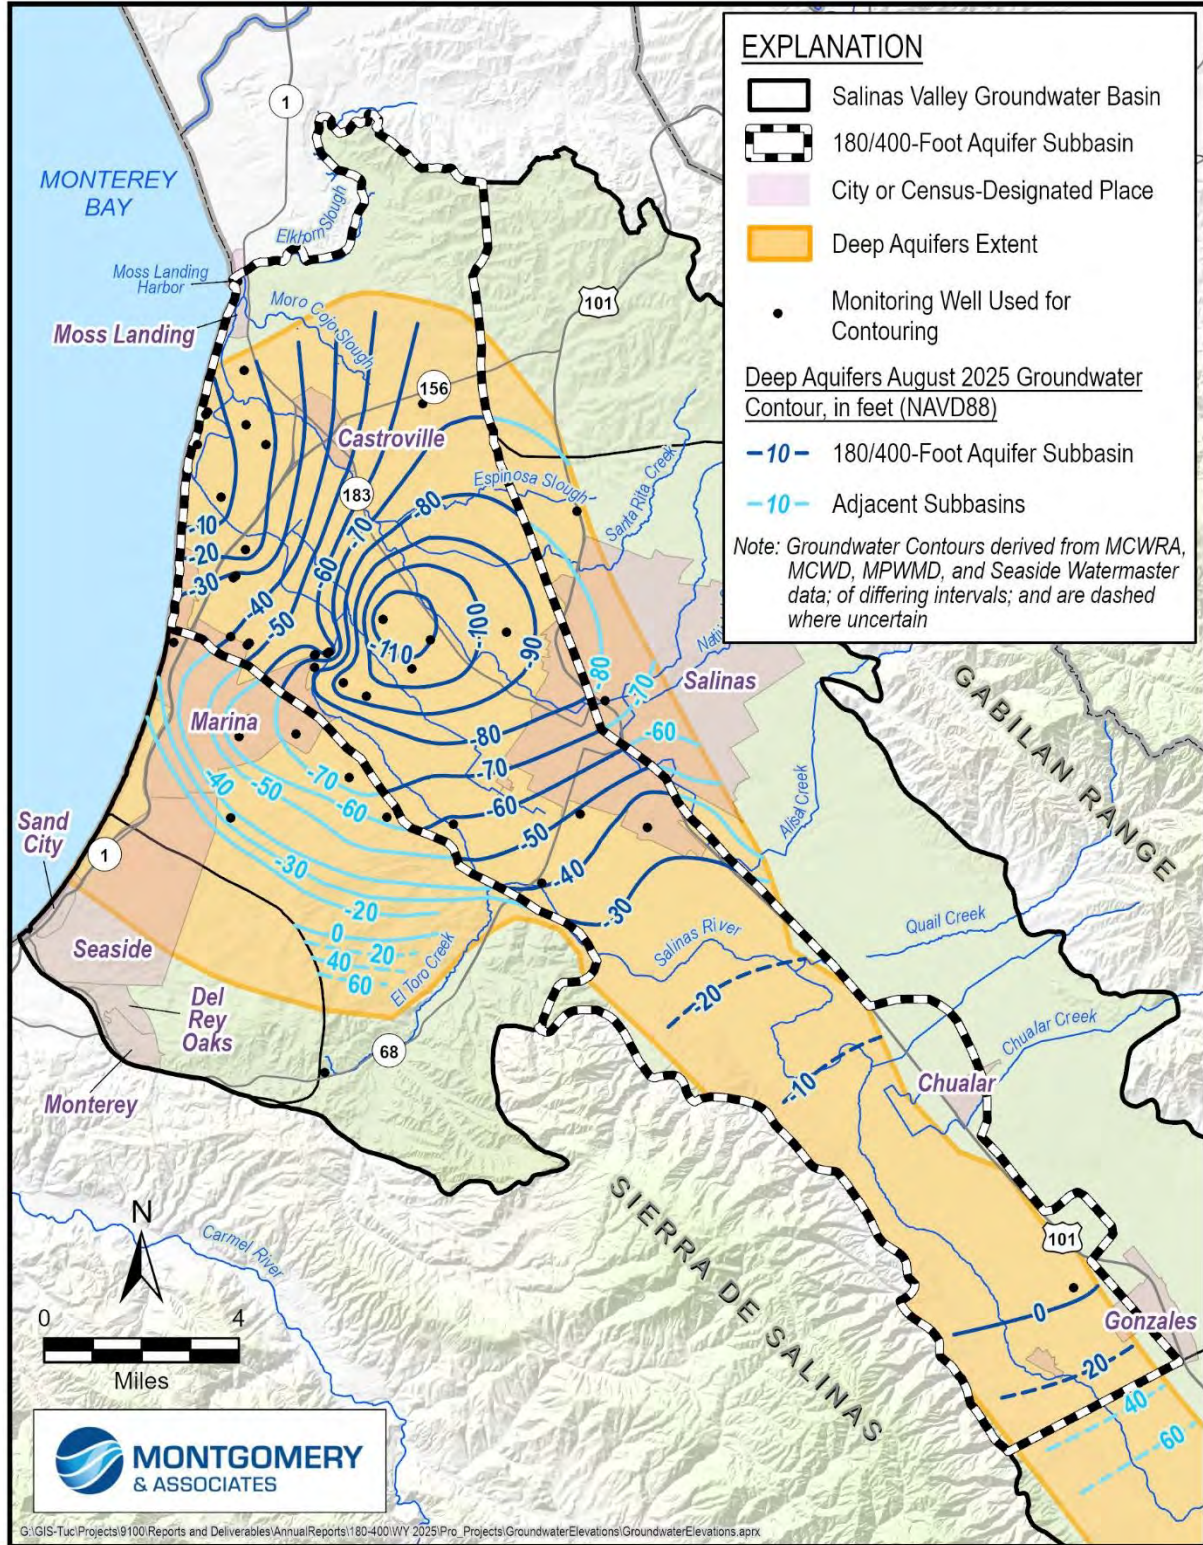 EXPLANATION
Salinas Valley Groundwater Basin
180/400-Foot Aquifer Subbasin
City or Census-Designated Place
Deep Aquifers Extent
Monitoring Well Used for
Contouring
Deep Aquifers August 2025 Groundwater
Contour, in feet (NAVD88)
-10- 180/400-Foot Aquifer Subbasin
-10- Adjacent Subbasins
Note: Groundwater Contours derived from MCWRA,
MCWD, MPWMD, and Seaside Watermaster
data; of differing intervals; and are dashed
where uncertain
1
MONTEREY
BAY
Elkhorn Slough
Moss Landing
Harbor
Moss Landing
Moro Cojo Slough
101
156
Castroville
183
Espinosa Slough
Santa Rita Creek
-10
-20
-30
-40
-50
-60
-70
-80
-90
-100
-110
-80
-70
-60
Salinas
Marina
-80
-70
-60
-50
-40
-30
-70
-60
-50
-40
-30
-20
0
20
40
60
GABILAN RANGE
Alisal Creek
Quail Creek
Chualar Creek
Sand
City
1
Seaside
Del
Rey
Oaks
Monterey
El Toro Creek
68
Salinas River
-20
-10
Chualar
SIERRA DE SALINAS
Carmel River
101
Gonzales
0
-20
40
60
N
0 4
Miles
MONTGOMERY
& ASSOCIATES
G:\GIS-Tuc\Projects\9100\Reports and Deliverables\AnnualReports\180-400\WY 2025\Pro_Projects\GroundwaterElevations\GroundwaterElevations.aprx